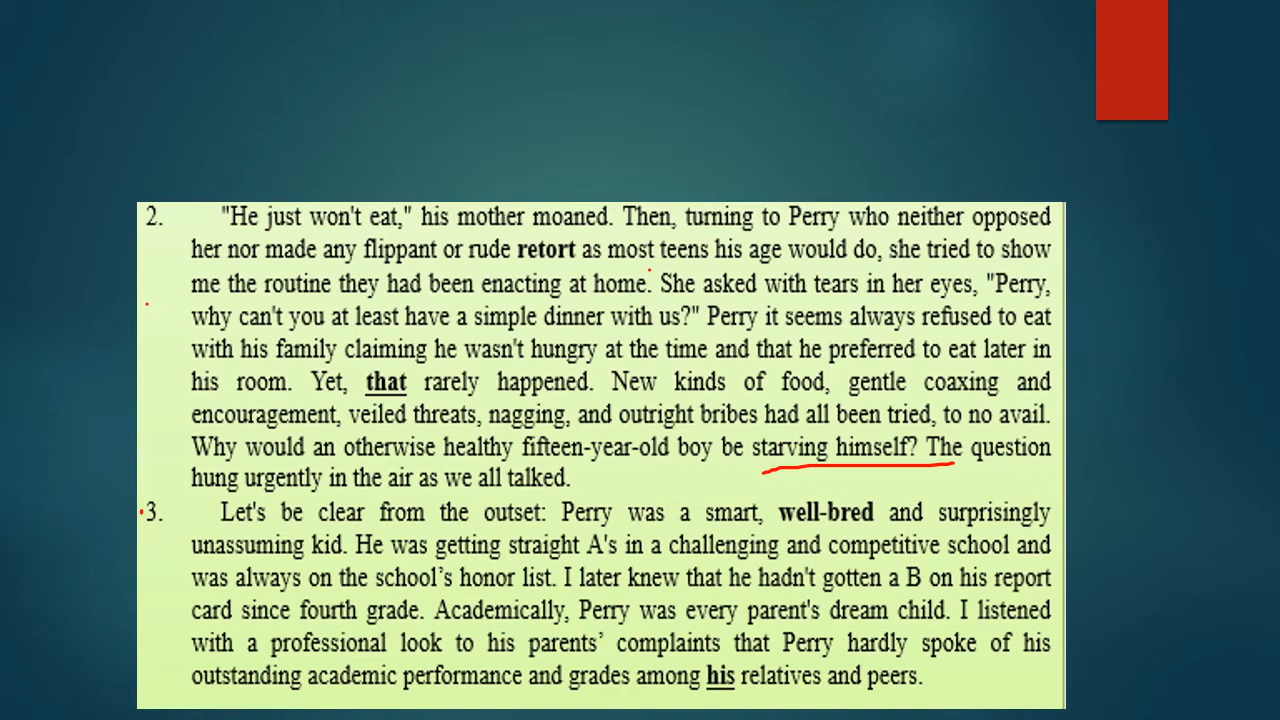 2. "He just won't eat," his mother moaned. Then, turning to Perry who neither opposed
her nor made any flippant or rude retort as most teens his age would do, she tried to show
me the routine they had been enacting at home. She asked with tears in her eyes, "Perry,
why can't you at least have a simple dinner with us?" Perry it seems always refused to eat
with his family claiming he wasn't hungry at the time and that he preferred to eat later in
his room. Yet, that rarely happened. New kinds of food, gentle coaxing and
encouragement, veiled threats, nagging, and outright bribes had all been tried, to no avail.
Why would an otherwise healthy fifteen-year-old boy be starving himself? The question
hung urgently in the air as we all talked.
3. Let's be clear from the outset: Perry was a smart, well-bred and surprisingly
unassuming kid. He was getting straight A's in a challenging and competitive school and
was always on the school’s honor list. I later knew that he hadn't gotten a B on his report
card since fourth grade. Academically, Perry was every parent's dream child. I listened
with a professional look to his parents’ complaints that Perry hardly spoke of his
outstanding academic performance and grades among his relatives and peers.